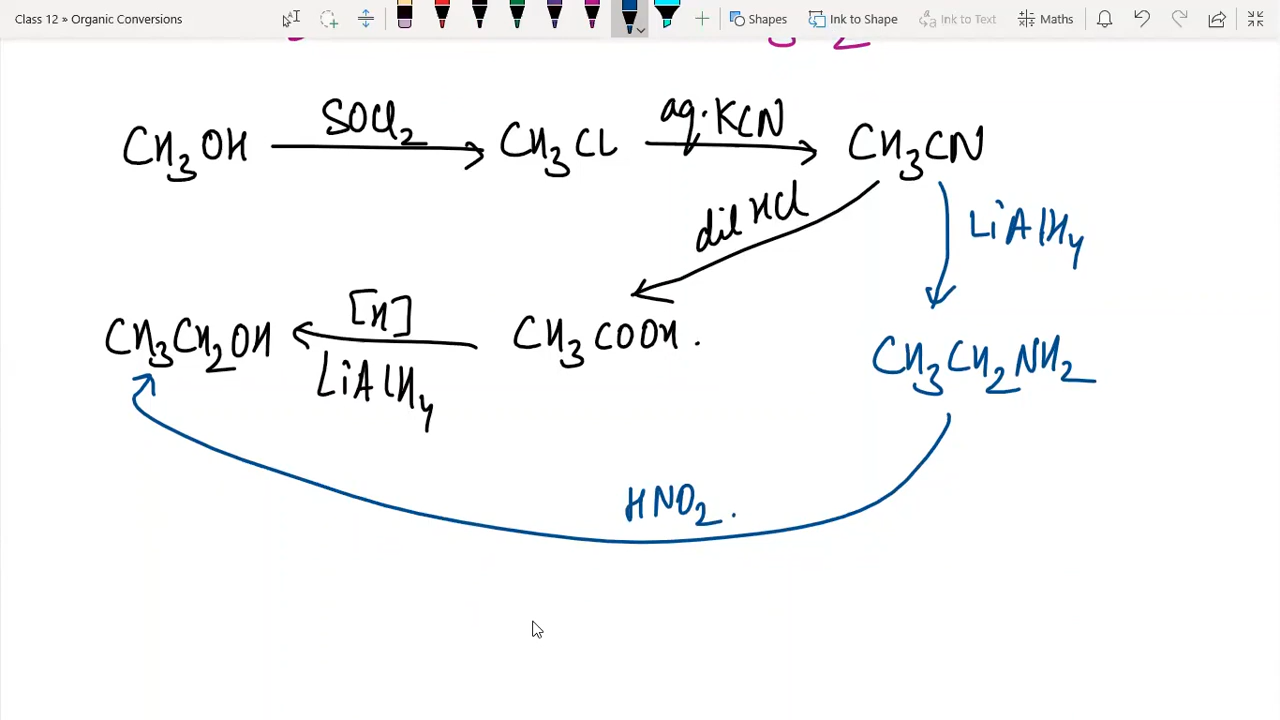 Class 12 » Organic Conversions
Shapes
Ink to Shape
Ink to Text
Maths
CH3OH SOCl2 CH3Cl aq. KCN CH3CN
dil HCl
LiAlH4
CH3CH2OH [H] CH3COOH.
LiAlH4
CH3CH2NH2
HNO2.